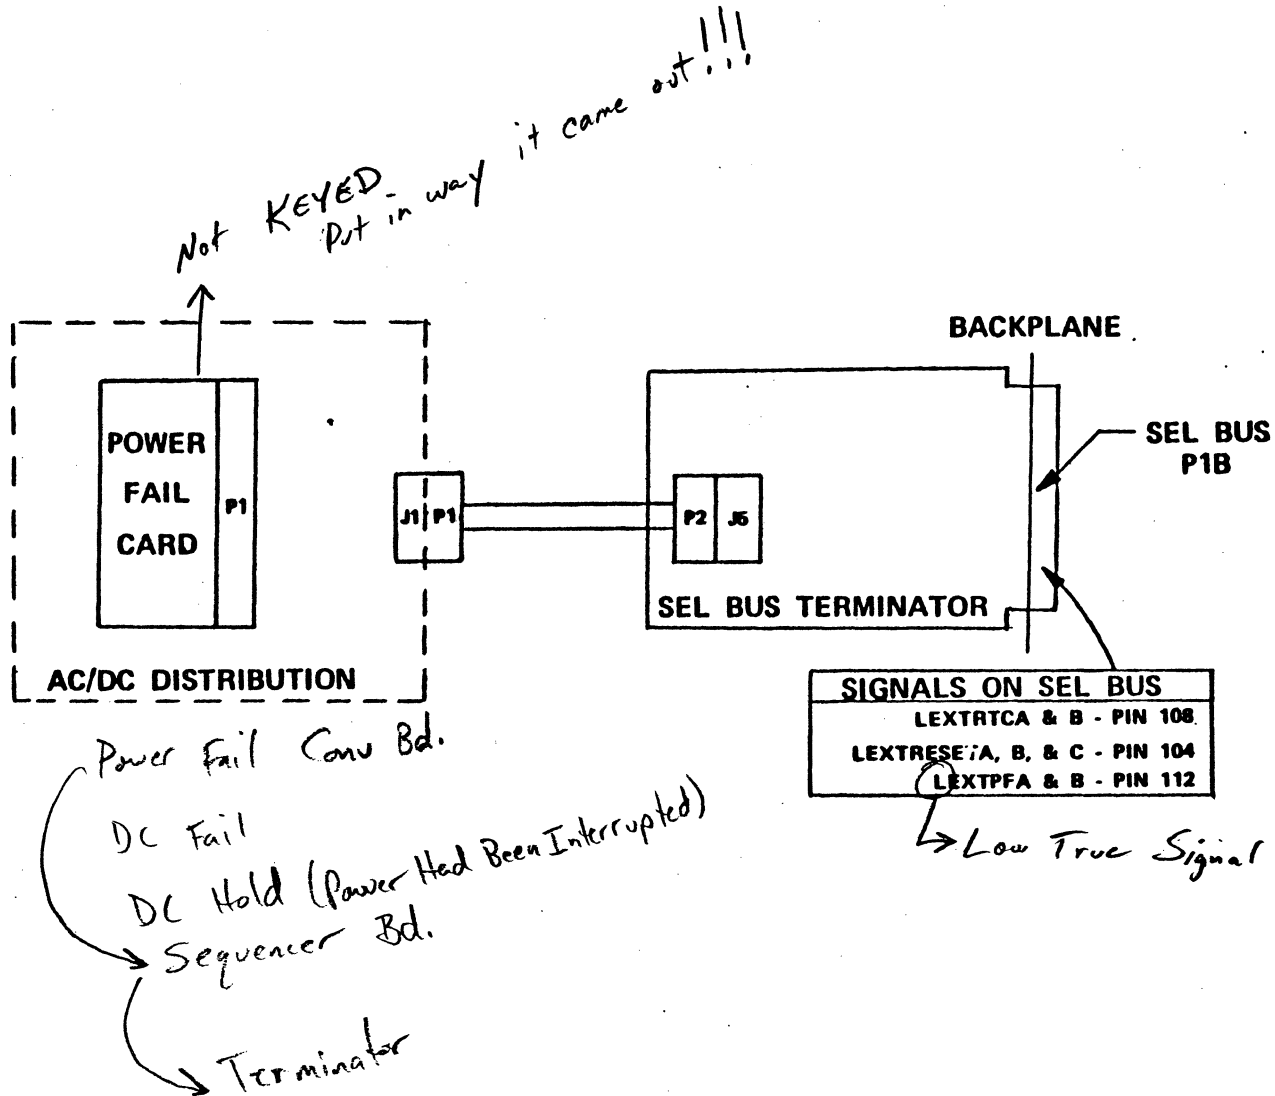 Not KEYED
Put in way it came out!!!
BACKPLANE
SEL BUS
P1B
POWER
FAIL
CARD
P1
J1 P1
P2 J5
SEL BUS TERMINATOR
AC/DC DISTRIBUTION
SIGNALS ON SEL BUS
LEXTRTCA & B - PIN 108
LEXTRESETA, B, & C - PIN 104
LEXTPFA & B - PIN 112
Low True Signal
Power Fail Conv Bd.
DC Fail
DC Hold (Power Had Been Interrupted)
Sequencer Bd.
Terminator